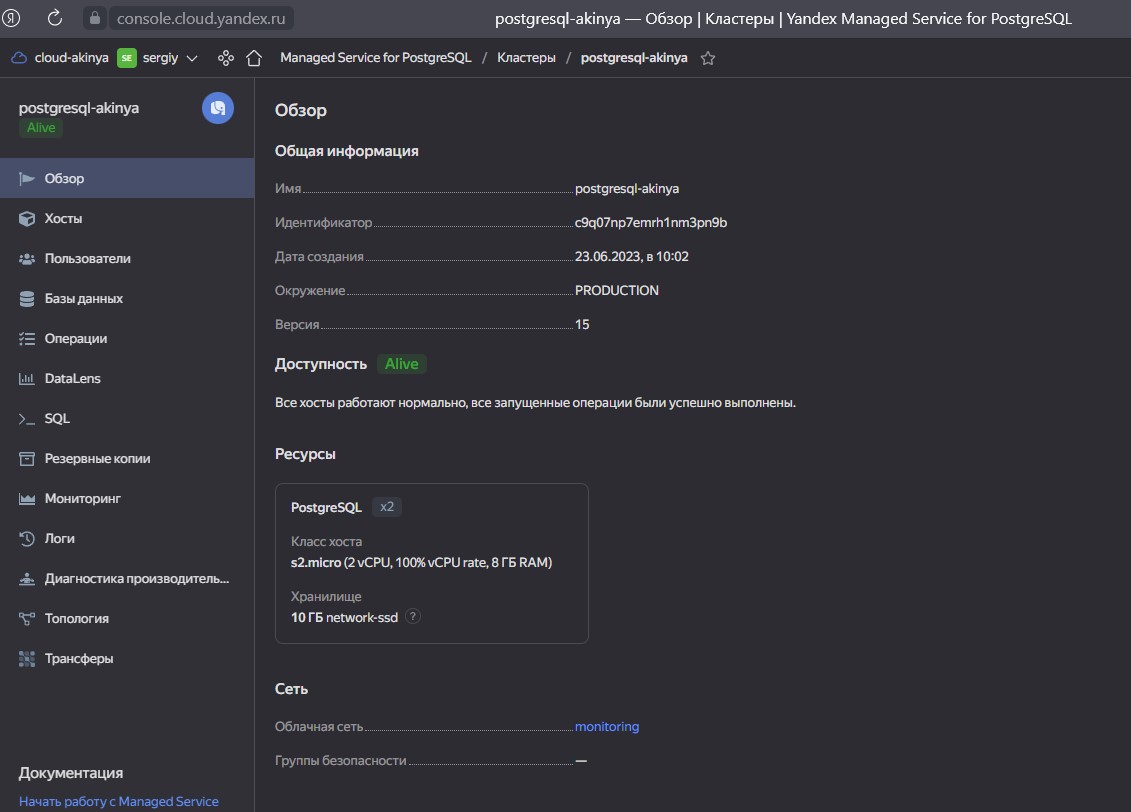 console.cloud.yandex.ru
postgresql-akinya — Обзор | Кластеры | Yandex Managed Service for PostgreSQL
cloud-akinya SE sergiy Managed Service for PostgreSQL / Кластеры / postgresql-akinya
postgresql-akinya
Alive
Обзор
Хосты
Пользователи
Базы данных
Операции
DataLens
SQL
Резервные копии
Мониторинг
Логи
Диагностика производитель...
Топология
Трансферы
Документация
Начать работу с Managed Service
Обзор
Общая информация
Имя postgresql-akinya
Идентификатор c9q07np7emrh1nm3pn9b
Дата создания 23.06.2023, в 10:02
Окружение PRODUCTION
Версия 15
Доступность Alive
Все хосты работают нормально, все запущенные операции были успешно выполнены.
Ресурсы
PostgreSQL x2
Класс хоста
s2.micro (2 vCPU, 100% vCPU rate, 8 ГБ RAM)
Хранилище
10 ГБ network-ssd ?
Сеть
Облачная сеть monitoring
Группы безопасности —